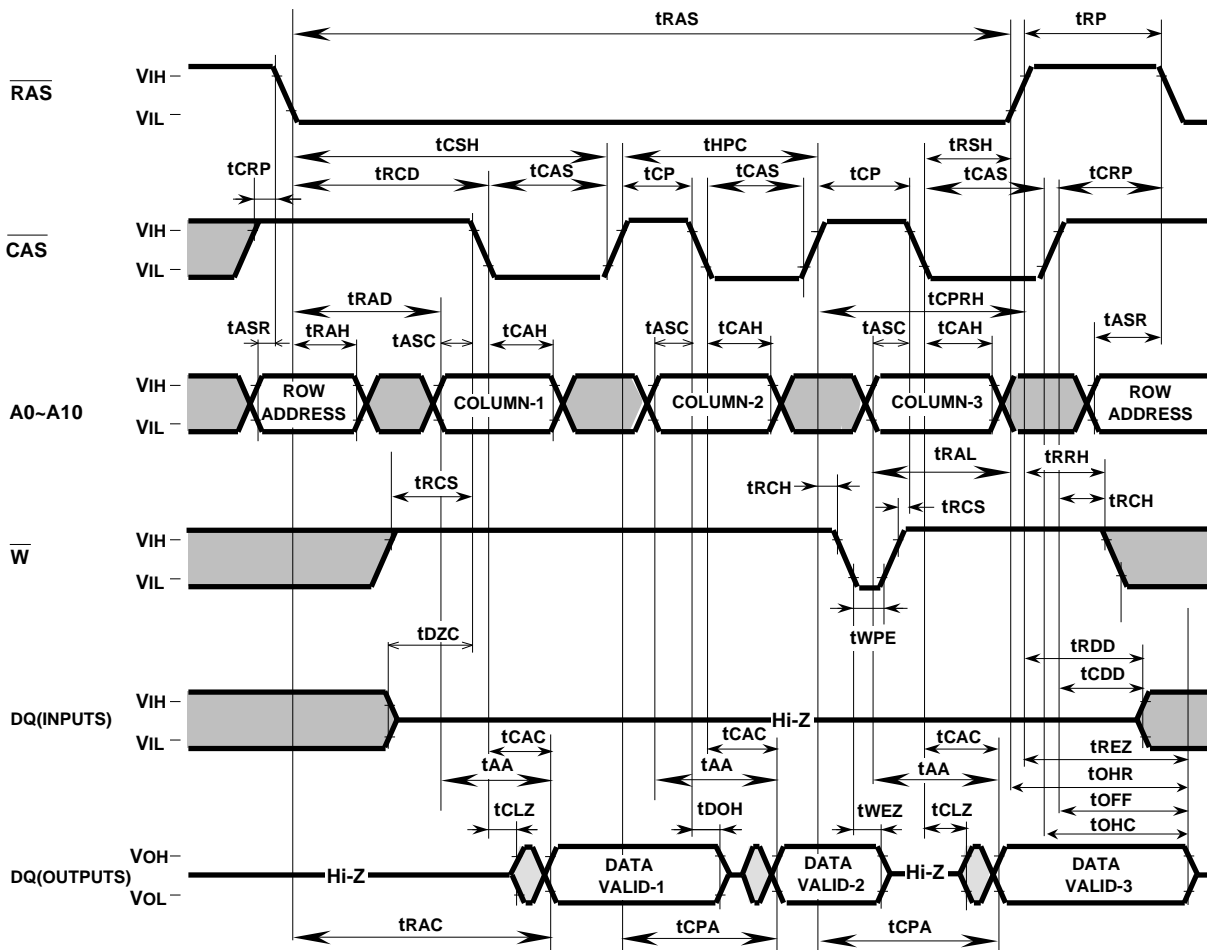 tRAS tRP
RAS
VIH
VIL
tCSH tHPC tRSH
tCRP tRCD tCAS tCP tCAS tCP tCAS tCRP
CAS
VIH
VIL
tRAD tCPRH
tASR tRAH tASC tCAH tASC tCAH tASC tCAH tASR
A0~A10
VIH
VIL
ROW ADDRESS COLUMN-1 COLUMN-2 COLUMN-3 ROW ADDRESS
tRAL tRRH
tRCS tRCH tRCS tRCH
W
VIH
VIL
tWPE
tDZC tRDD
tCDD
DQ(INPUTS)
VIH
VIL
Hi-Z
tCAC tCAC tCAC tREZ
tAA tAA tAA tOHR
tCLZ tDOH tWEZ tCLZ tOFF
tOHC
DQ(OUTPUTS)
VOH
VOL
Hi-Z DATA VALID-1 DATA VALID-2 Hi-Z DATA VALID-3
tRAC tCPA tCPA